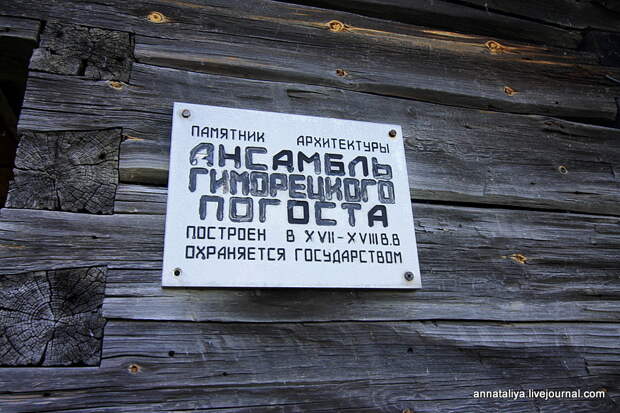 ПАМЯТНИК АРХИТЕКТУРЫ
АНСАМБЛЬ
ГИМОРЕЦКОГО
ПОГОСТА
ПОСТРОЕН В XVII-XVIII В.В
ОХРАНЯЕТСЯ ГОСУДАРСТВОМ
annataliya.livejournal.com